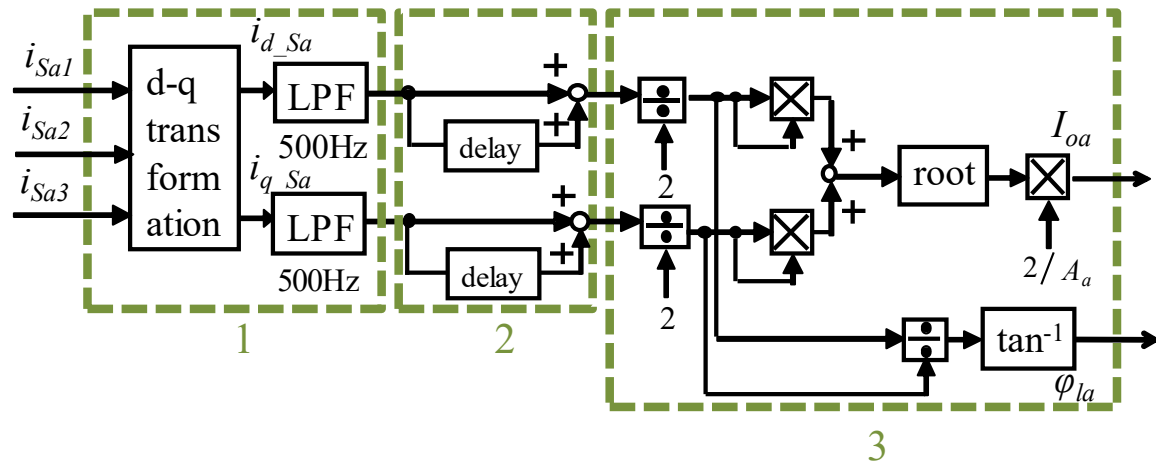 i_Sa1
i_Sa2
i_Sa3
d-q
trans
form
ation
i_d_Sa
LPF
500Hz
i_q_Sa
LPF
500Hz
1
+
+
delay
+
+
delay
2
÷
2
÷
2
×
×
+
+
root
×
I_oa
2/ A_a
÷
tan⁻¹
φ_la
3